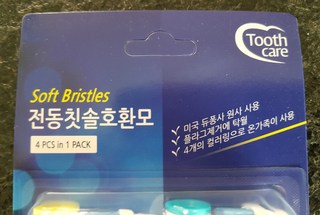 Tooth
care
Soft Bristles
전동칫솔호환모
4 PCS in 1 PACK
✓ 미국 듀퐁사 원사 사용
✓ 플라그제거에 탁월
✓ 4개의 컬러링으로 온가족이 사용